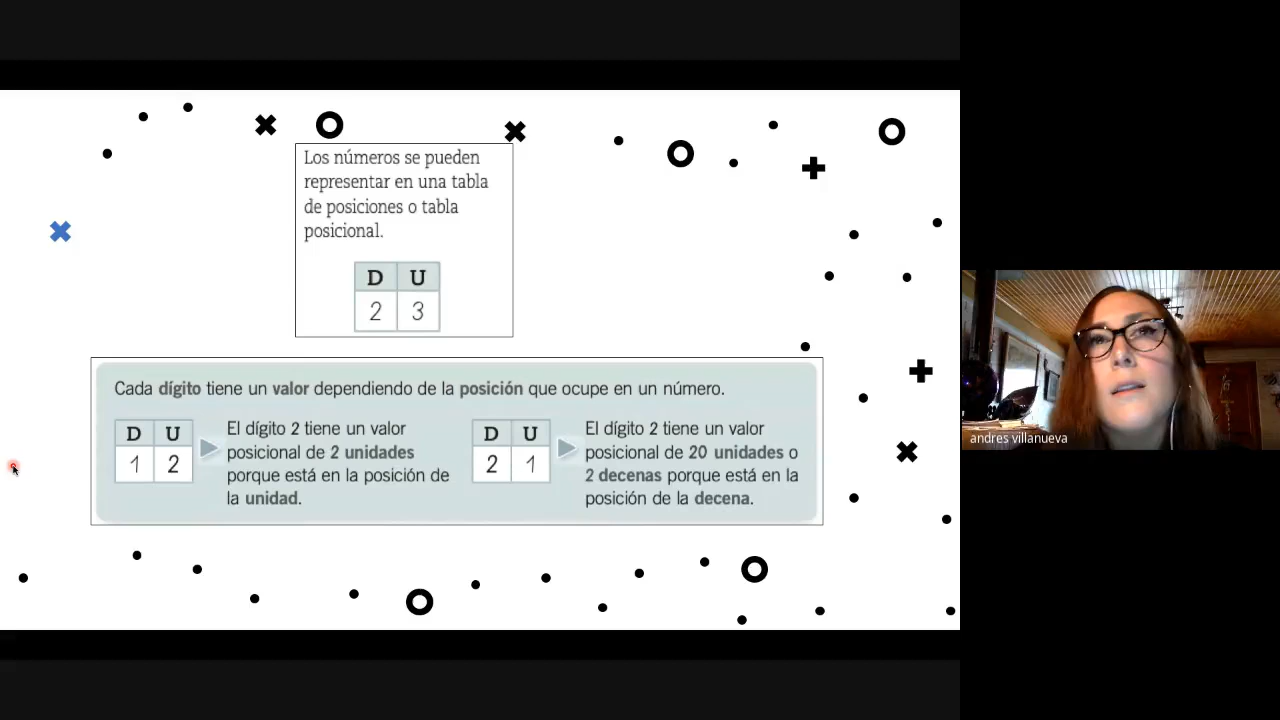 Los números se pueden
representar en una tabla
de posiciones o tabla
posicional.
D U
2 3
Cada dígito tiene un valor dependiendo de la posición que ocupe en un número.
D U
1 2
El dígito 2 tiene un valor
posicional de 2 unidades
porque está en la posición de
la unidad.
D U
2 1
El dígito 2 tiene un valor
posicional de 20 unidades o
2 decenas porque está en la
posición de la decena.
andres villanueva